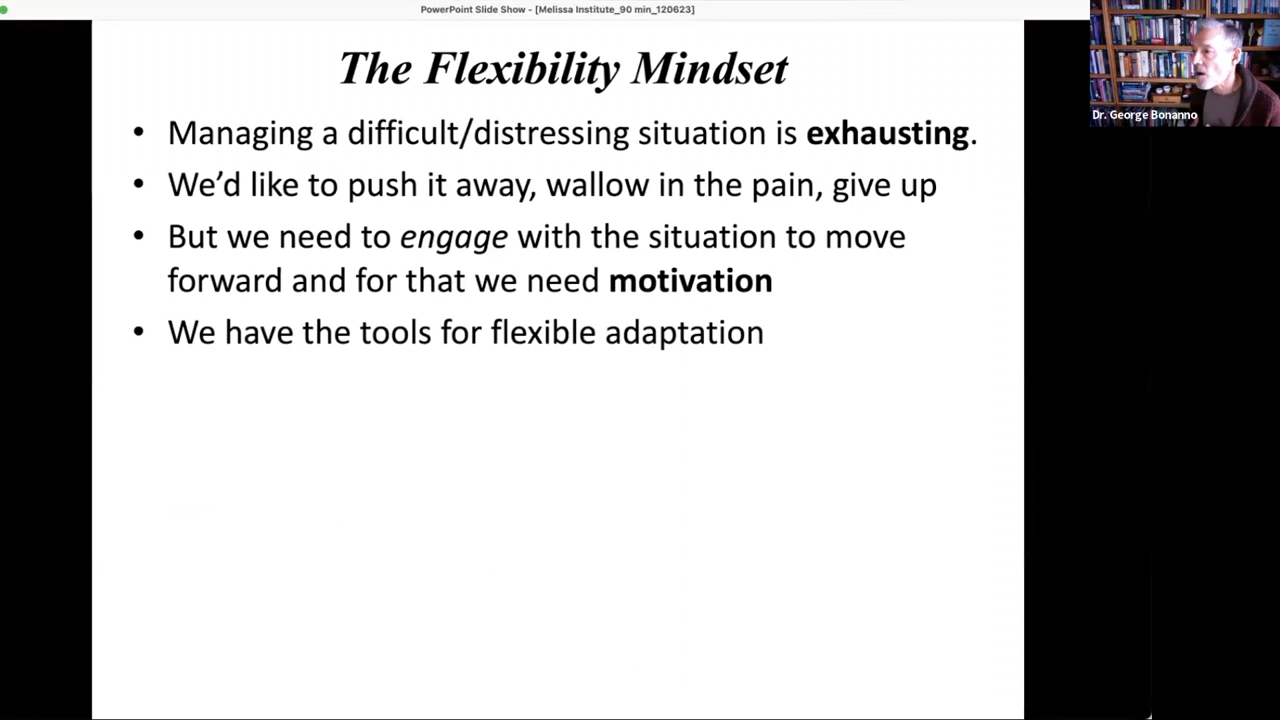 PowerPoint Slide Show - [Melissa Institute_90 min_120623]
The Flexibility Mindset
• Managing a difficult/distressing situation is exhausting.
• We’d like to push it away, wallow in the pain, give up
• But we need to engage with the situation to move
forward and for that we need motivation
• We have the tools for flexible adaptation
Dr. George Bonanno